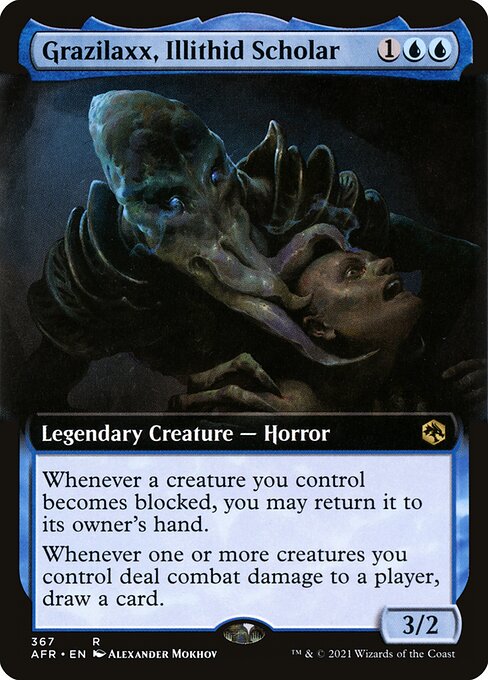 Grazilaxx, Illithid Scholar 1
Legendary Creature — Horror
Whenever a creature you control
becomes blocked, you may return it to
its owner's hand.
Whenever one or more creatures you
control deal combat damage to a player,
draw a card.
3/2
367 R
AFR • EN Alexander Mokhov
™ & © 2021 Wizards of the Coast